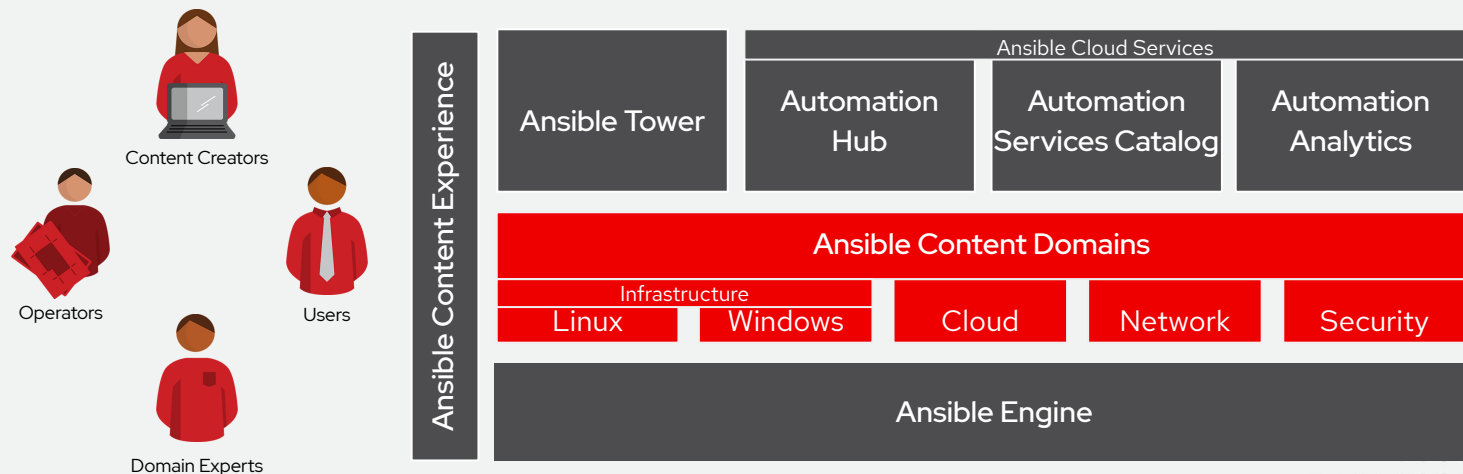 Content Creators
Operators
Users
Domain Experts
Ansible Content Experience
Ansible Tower
Ansible Cloud Services
Automation
Hub
Automation
Services Catalog
Automation
Analytics
Ansible Content Domains
Infrastructure
Linux
Windows
Cloud
Network
Security
Ansible Engine